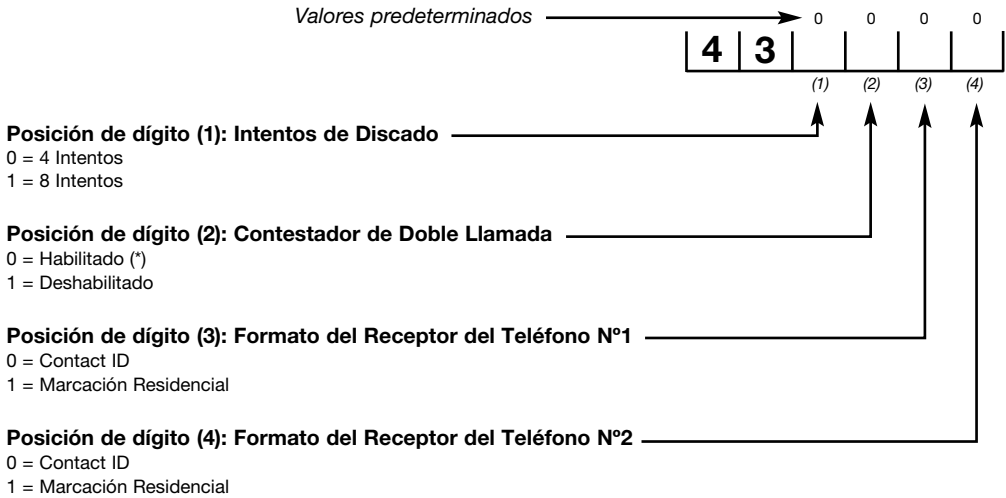 Valores predeterminados 0 0 0 0
4 3
(1) (2) (3) (4)
Posición de dígito (1): Intentos de Discado
0 = 4 Intentos
1 = 8 Intentos
Posición de dígito (2): Contestador de Doble Llamada
0 = Habilitado (*)
1 = Deshabilitado
Posición de dígito (3): Formato del Receptor del Teléfono Nº1
0 = Contact ID
1 = Marcación Residencial
Posición de dígito (4): Formato del Receptor del Teléfono Nº2
0 = Contact ID
1 = Marcación Residencial